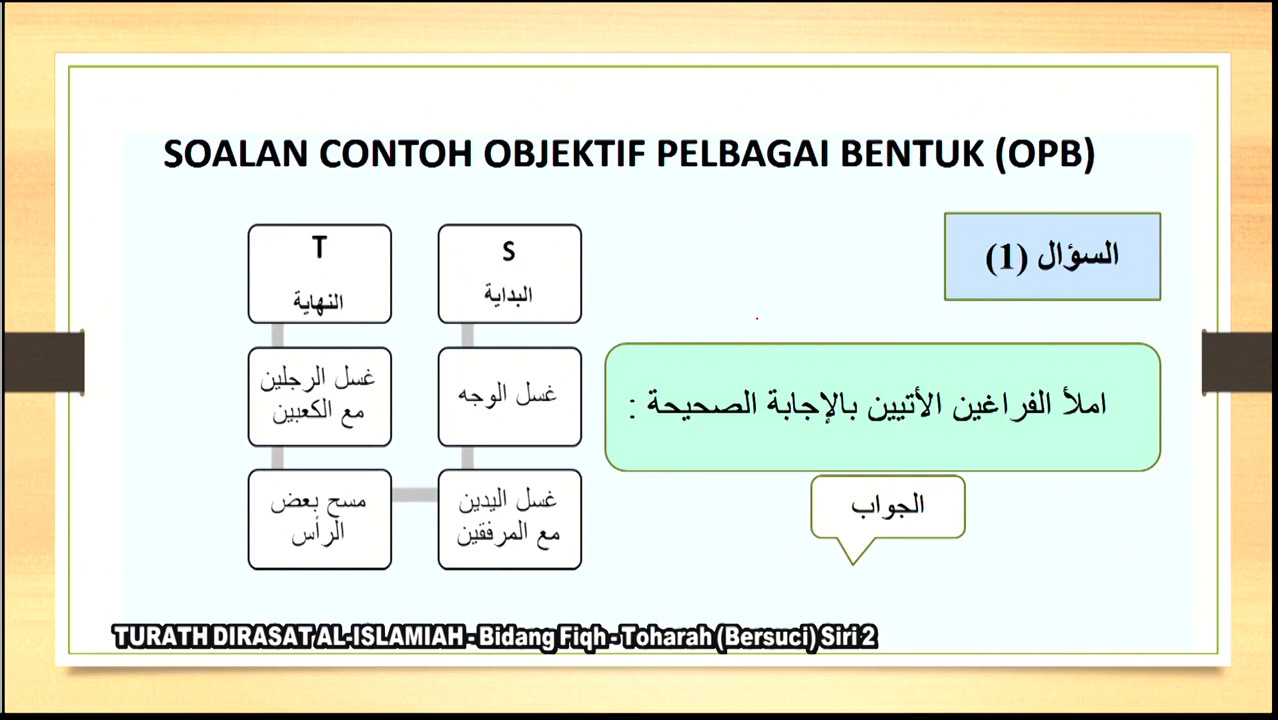 SOALAN CONTOH OBJEKTIF PELBAGAI BENTUK (OPB)
السؤال (1)
املأ الفراغين الأتيين بالإجابة الصحيحة :
الجواب
S
البداية
غسل الوجه
غسل اليدين
مع المرفقين
T
النهاية
غسل الرجلين
مع الكعبين
مسح بعض
الرأس
TURATH DIRASAT AL-ISLAMIAH - Bidang Fiqh - Toharah (Bersuci) Siri 2